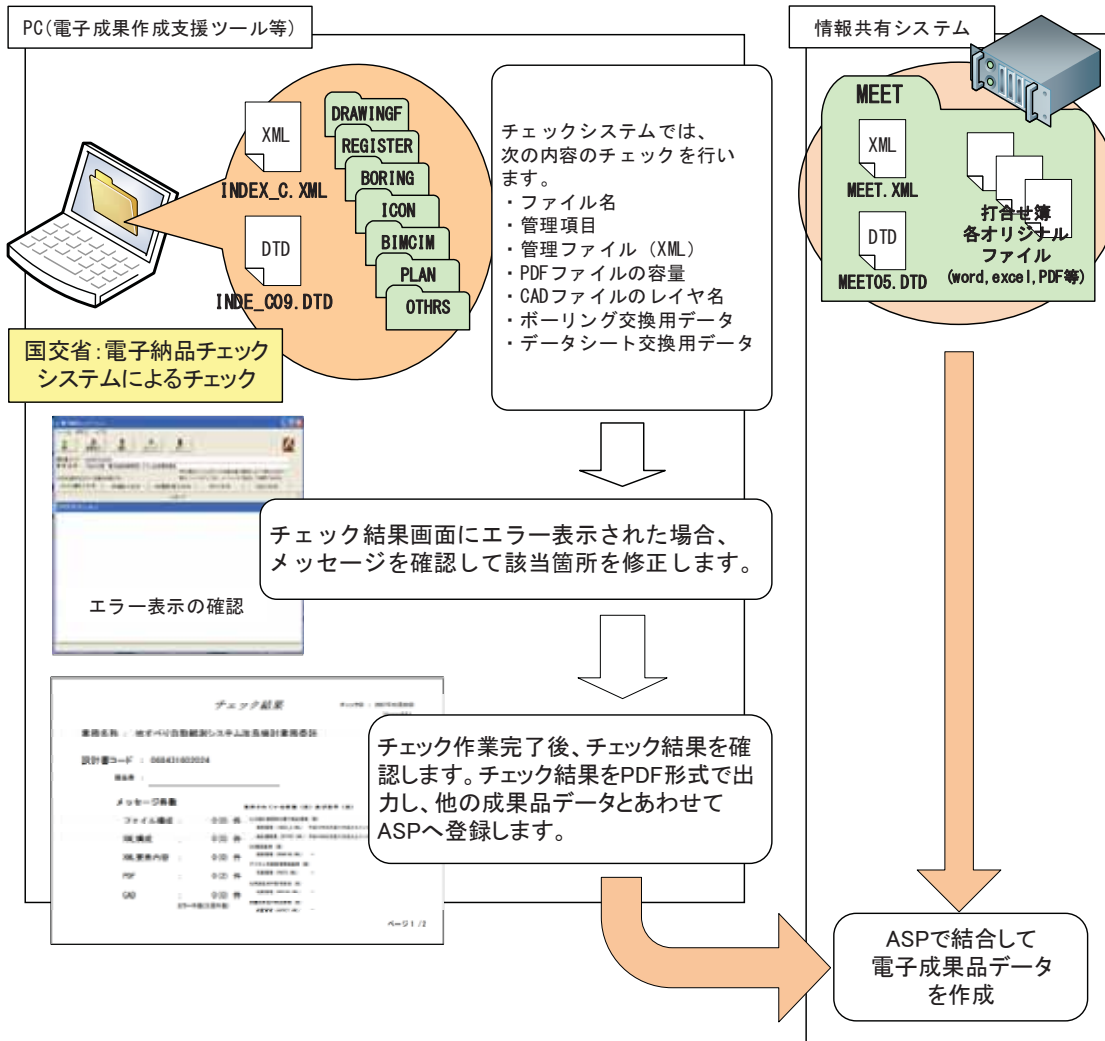 PC(電子成果作成支援ツール等)
XML
INDEX_C.XML
DTD
INDE_C09.DTD
DRAWINGF
REGISTER
BORING
ICON
BIMCIM
PLAN
OTHRS
国交省:電子納品チェック
システムによるチェック
チェックシステムでは、
次の内容のチェックを行い
ます。
・ファイル名
・管理項目
・管理ファイル(XML)
・PDFファイルの容量
・CADファイルのレイヤ名
・ボーリング交換用データ
・データシート交換用データ
エラー表示の確認
チェック結果画面にエラー表示された場合、
メッセージを確認して該当箇所を修正します。
チェック結果
設計書コード :
メッセージ件数
ファイル構成 :
PDF :
CAD :
ページ1 /2
チェック作業完了後、チェック結果を確
認します。チェック結果をPDF形式で出
力し、他の成果品データとあわせて
ASPへ登録します。
情報共有システム
MEET
XML
MEET.XML
DTD
MEET05.DTD
打合せ簿
各オリジナル
ファイル
(word,excel,PDF等)
ASPで結合して
電子成果品データ
を作成